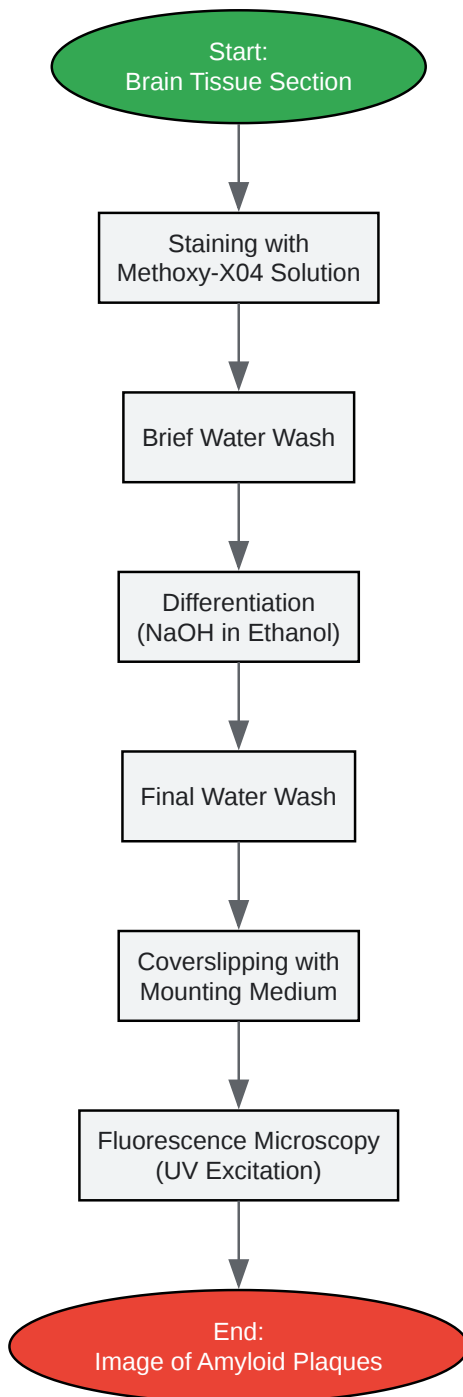 Start:
Brain Tissue Section
Staining with
Methoxy-X04 Solution
Brief Water Wash
Differentiation
(NaOH in Ethanol)
Final Water Wash
Coverslipping with
Mounting Medium
Fluorescence Microscopy
(UV Excitation)
End:
Image of Amyloid Plaques